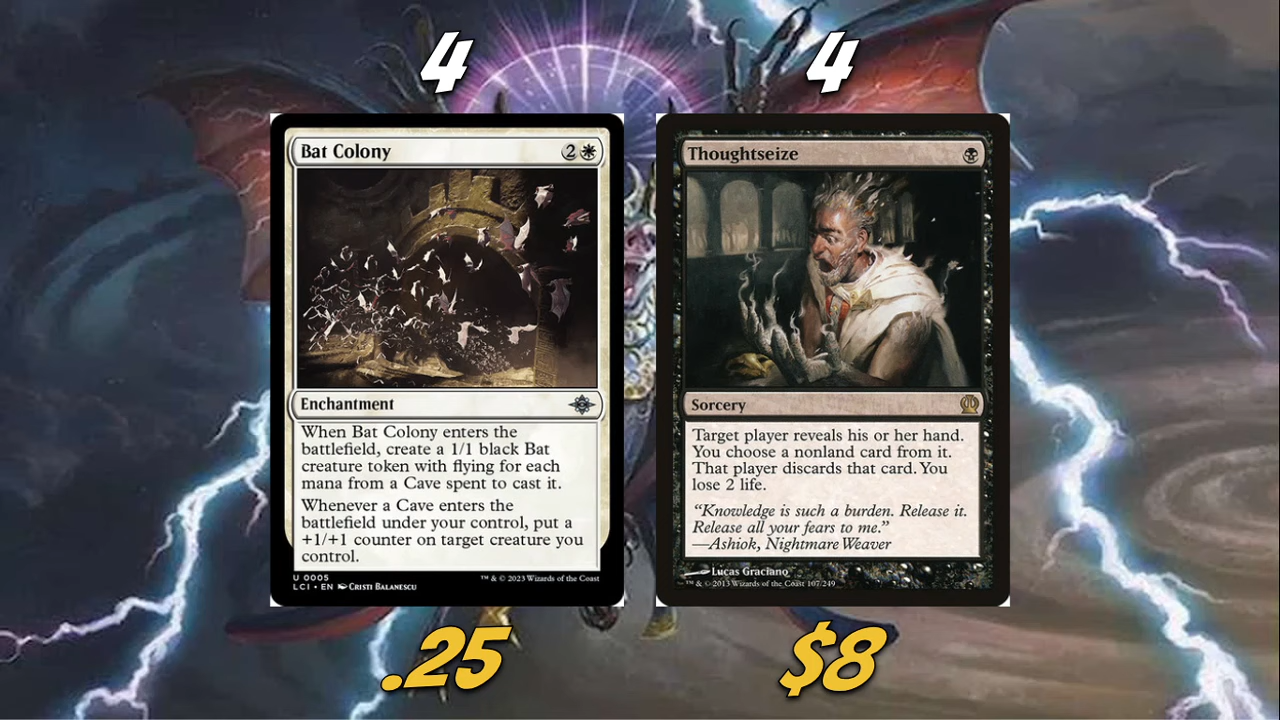 4
4
Bat Colony 2
Enchantment
When Bat Colony enters the
battlefield, create a 1/1 black Bat
creature token with flying for each
mana from a Cave spent to cast it.
Whenever a Cave enters the
battlefield under your control, put a
+1/+1 counter on target creature you
control.
U 0005
LCI • EN Cristi Balanescu
™ & © 2023 Wizards of the Coast
.25
Thoughtseize
Sorcery
Target player reveals his or her hand.
You choose a nonland card from it.
That player discards that card. You
lose 2 life.
“Knowledge is such a burden. Release it.
Release all your fears to me.”
—Ashiok, Nightmare Weaver
Lucas Graciano
™ & © 2013 Wizards of the Coast 107/249
$8